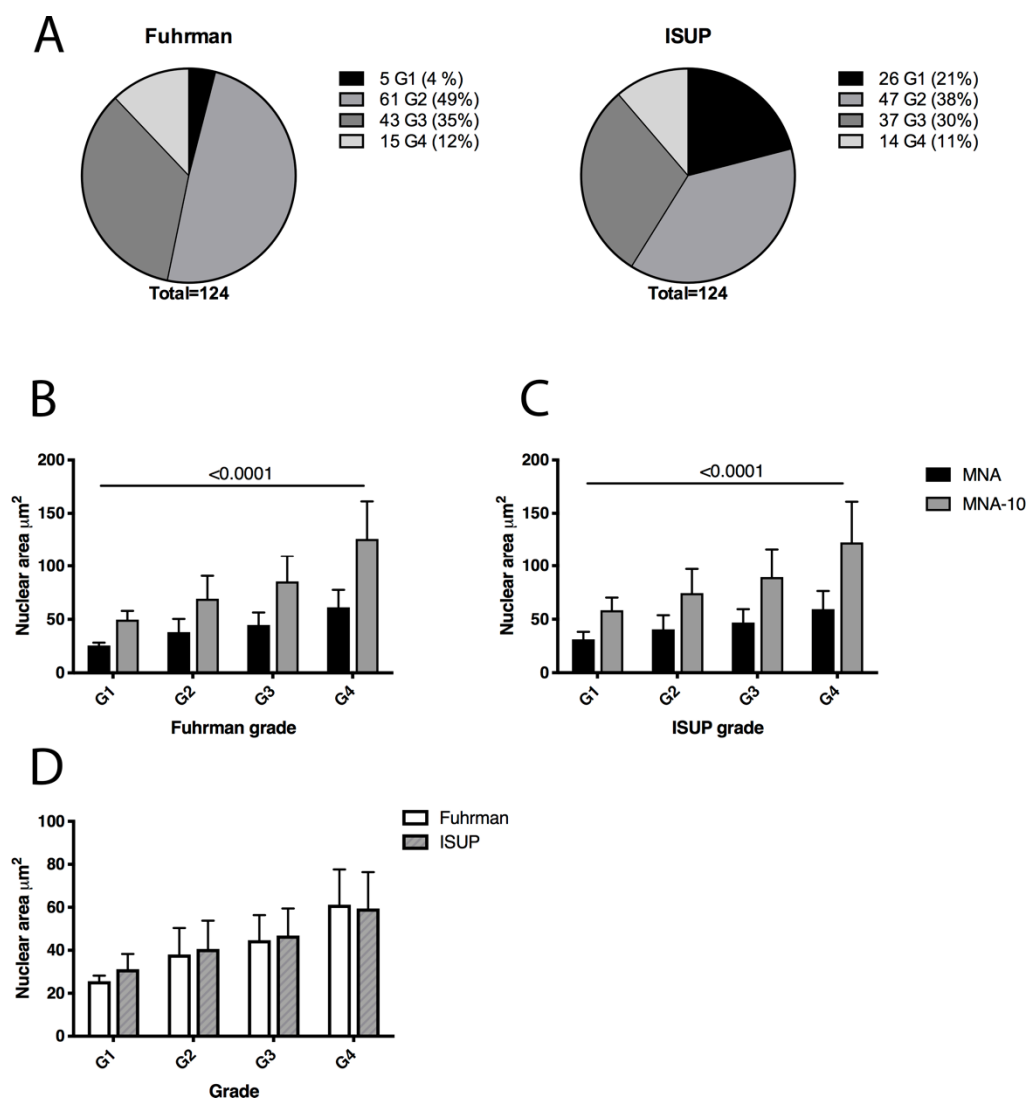 A
Fuhrman
5 G1 (4 %)
61 G2 (49%)
43 G3 (35%)
15 G4 (12%)
Total=124
ISUP
26 G1 (21%)
47 G2 (38%)
37 G3 (30%)
14 G4 (11%)
Total=124
B
Nuclear area μm²
200
150
100
50
0
<0.0001
G1 G2 G3 G4
Fuhrman grade
C
Nuclear area μm²
200
150
100
50
0
<0.0001
G1 G2 G3 G4
ISUP grade
MNA
MNA-10
D
Nuclear area μm²
100
80
60
40
20
0
G1 G2 G3 G4
Grade
Fuhrman
ISUP